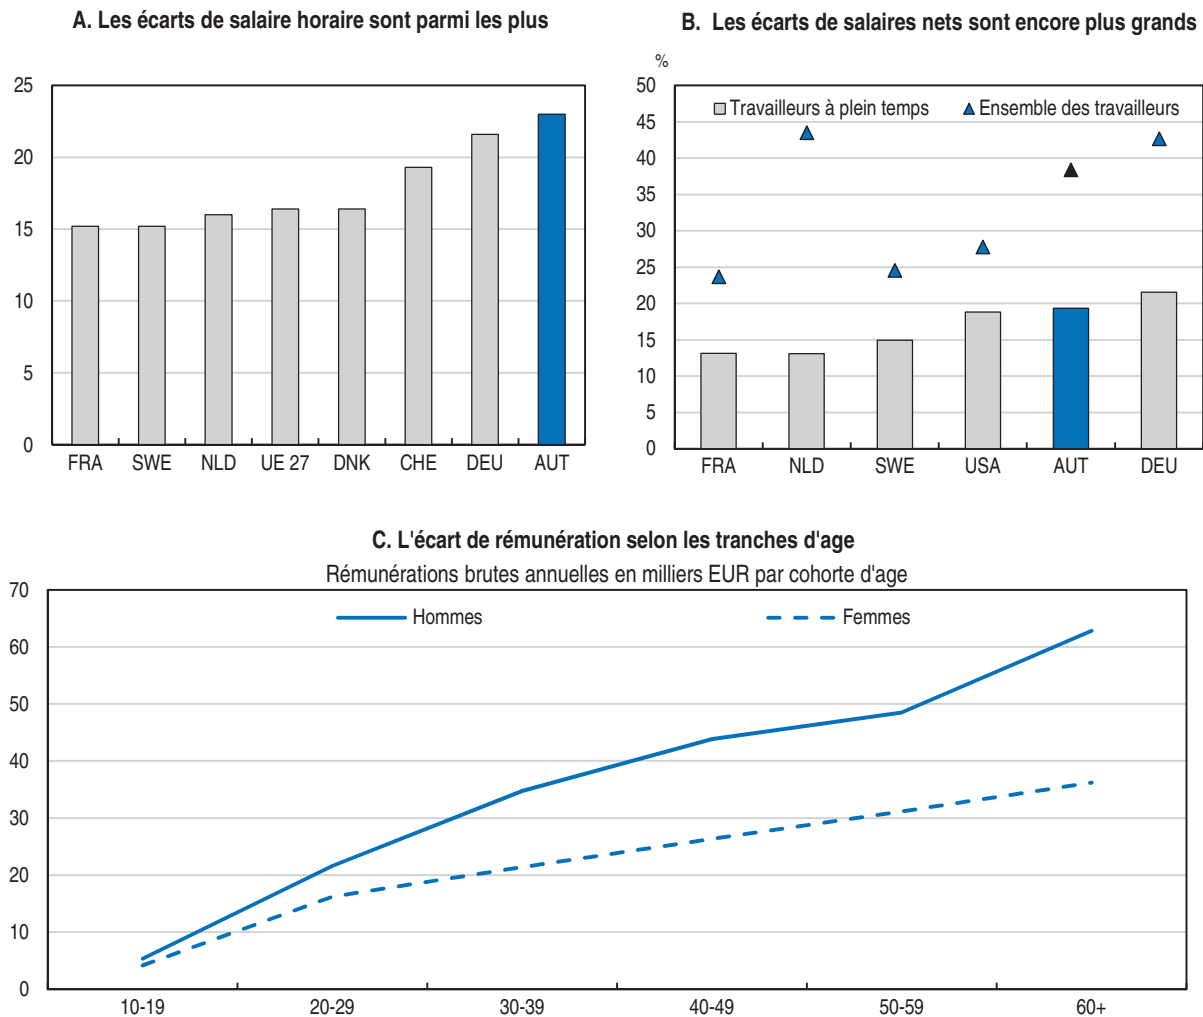 A. Les écarts de salaire horaire sont parmi les plus
25
20
15
10
5
0
FRA SWE NLD UE 27 DNK CHE DEU AUT
B. Les écarts de salaires nets sont encore plus grands
%
50
45
40
35
30
25
20
15
10
5
0
Travailleurs à plein temps Ensemble des travailleurs
FRA NLD SWE USA AUT DEU
C. L'écart de rémunération selon les tranches d'age
Rémunérations brutes annuelles en milliers EUR par cohorte d'age
70
60
50
40
30
20
10
0
Hommes Femmes
10-19 20-29 30-39 40-49 50-59 60+